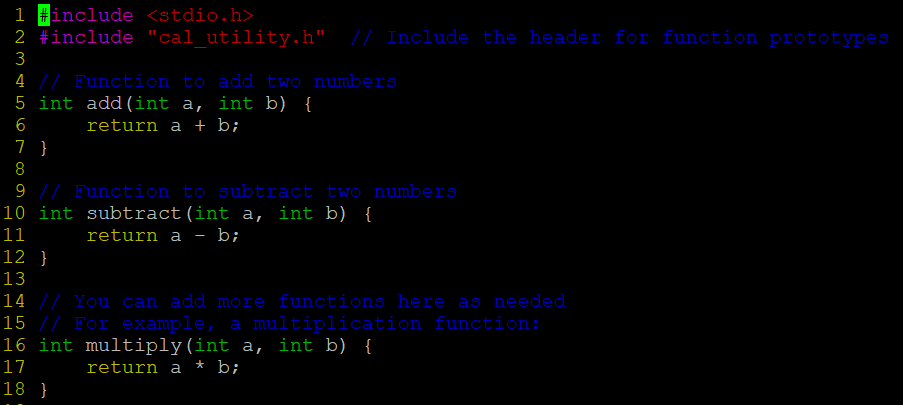 1 #include <stdio.h>
2 #include "cal_utility.h"  // Include the header for function prototypes
3
4 // Function to add two numbers
5 int add(int a, int b) {
6     return a + b;
7 }
8
9 // Function to subtract two numbers
10 int subtract(int a, int b) {
11     return a - b;
12 }
13
14 // You can add more functions here as needed
15 // For example, a multiplication function:
16 int multiply(int a, int b) {
17     return a * b;
18 }